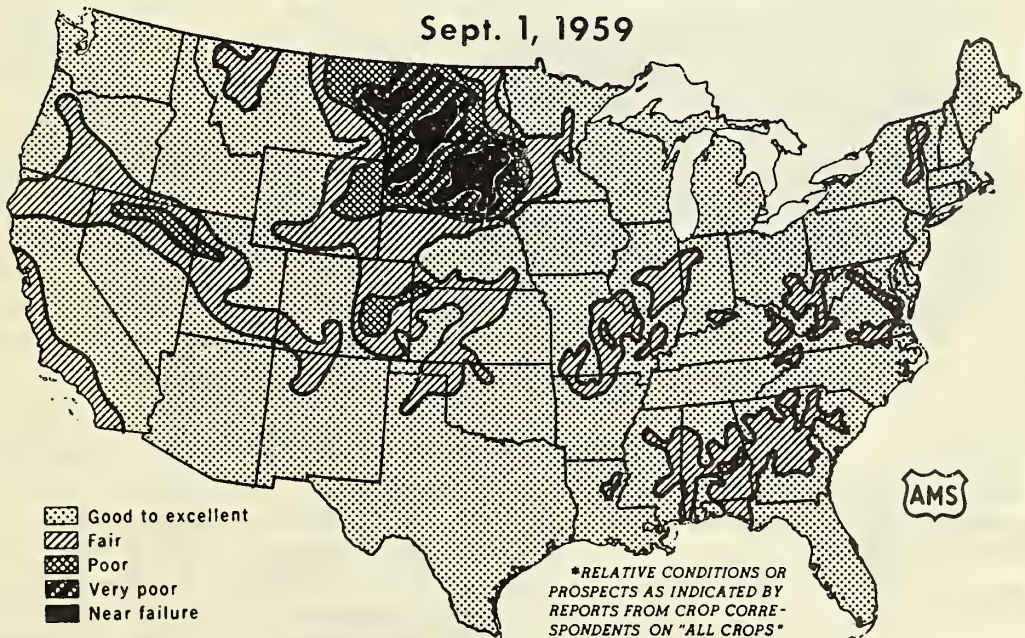 Sept. 1, 1959
AMS
Good to excellent
Fair
Poor
Very poor
Near failure
*RELATIVE CONDITIONS OR
PROSPECTS AS INDICATED BY
REPORTS FROM CROP CORRE-
SPONDENTS ON "ALL CROPS"